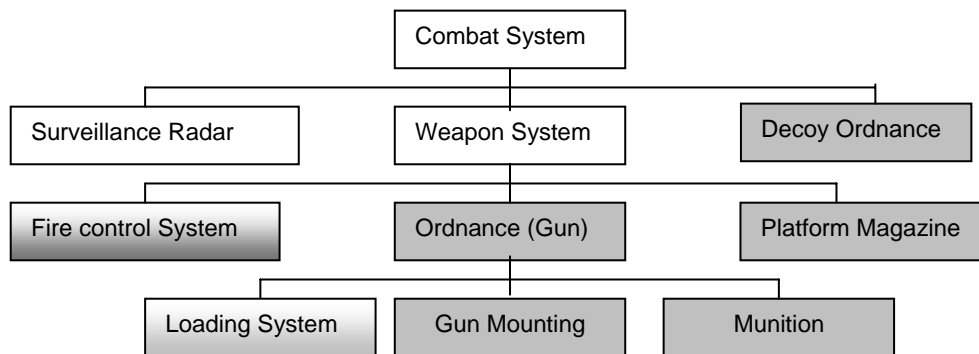 Combat System
Surveillance Radar
Weapon System
Decoy Ordnance
Fire control System
Ordnance (Gun)
Platform Magazine
Loading System
Gun Mounting
Munition